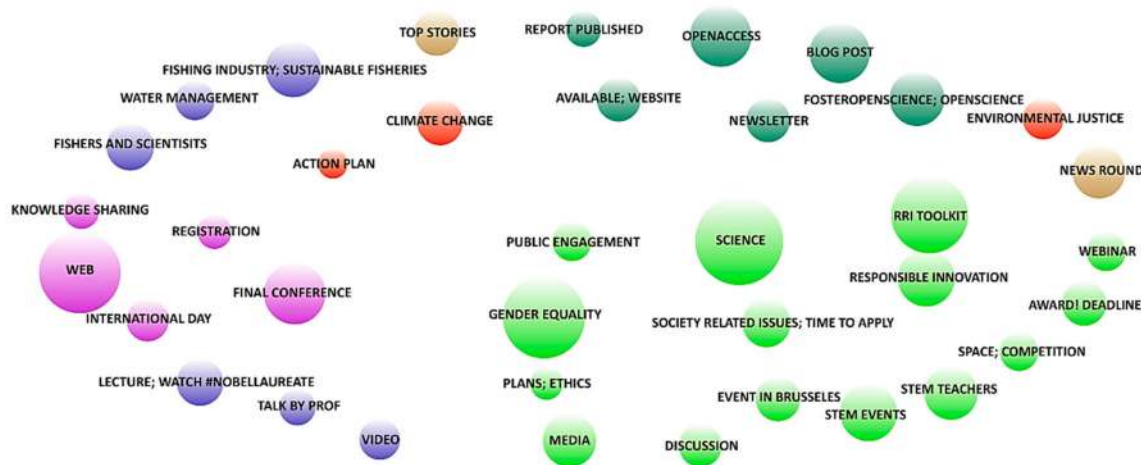 TOP STORIES
REPORT PUBLISHED
OPENACCESS
BLOG POST
FISHING INDUSTRY; SUSTAINABLE FISHERIES
WATER MANAGEMENT
AVAILABLE; WEBSITE
FOSTEROPENSCIENCE; OPENSCIENCE
CLIMATE CHANGE
NEWSLETTER
ENVIRONMENTAL JUSTICE
FISHERS AND SCIENTISITS
ACTION PLAN
NEWS ROUND
KNOWLEDGE SHARING
RRI TOOLKIT
REGISTRATION
PUBLIC ENGAGEMENT
SCIENCE
WEBINAR
WEB
RESPONSIBLE INNOVATION
FINAL CONFERENCE
AWARD! DEADLINE
GENDER EQUALITY
INTERNATIONAL DAY
SOCIETY RELATED ISSUES; TIME TO APPLY
SPACE; COMPETITION
LECTURE; WATCH #NOBELLAUREATE
PLANS; ETHICS
STEM TEACHERS
EVENT IN BRUSSELES
TALK BY PROF
STEM EVENTS
VIDEO
MEDIA
DISCUSSION